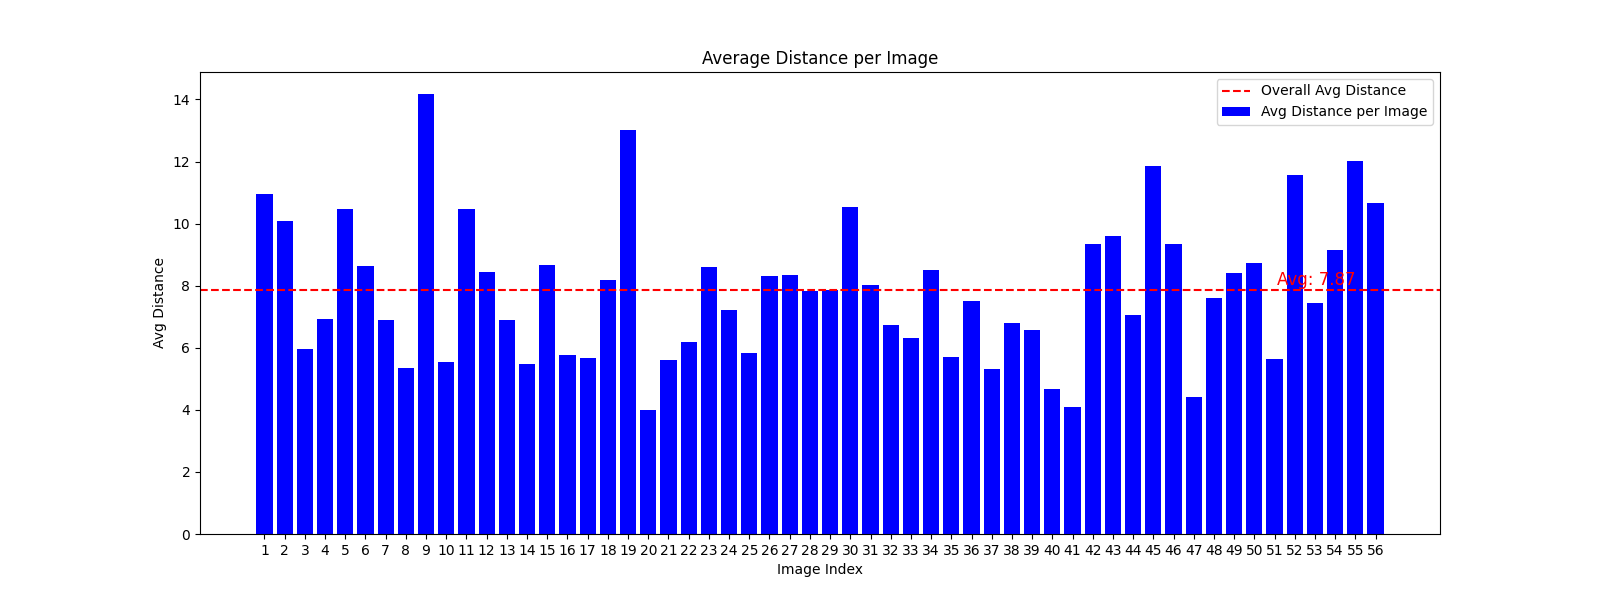 Average Distance per Image
Overall Avg Distance
Avg Distance per Image
Avg Distance
14
12
10
8
6
4
2
0
Avg: 7.87
1 2 3 4 5 6 7 8 9 10 11 12 13 14 15 16 17 18 19 20 21 22 23 24 25 26 27 28 29 30 31 32 33 34 35 36 37 38 39 40 41 42 43 44 45 46 47 48 49 50 51 52 53 54 55 56
Image Index